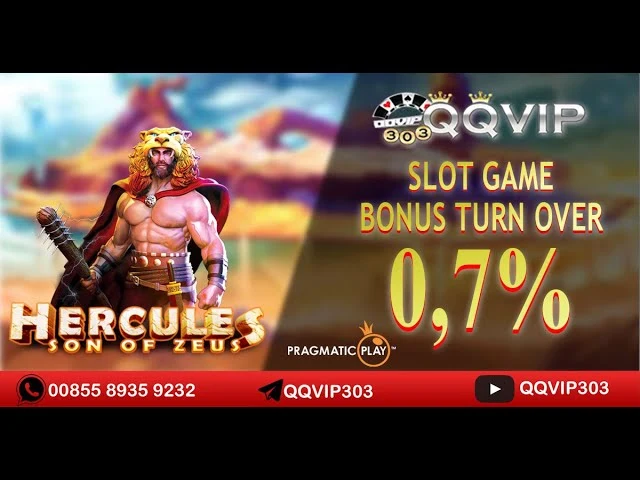 QQVIP
303
QQVIP
SLOT GAME
BONUS TURN OVER
0,7%
HERCULES
SON OF ZEUS
PRAGMATIC PLAY™
00855 8935 9232
QQVIP303
QQVIP303